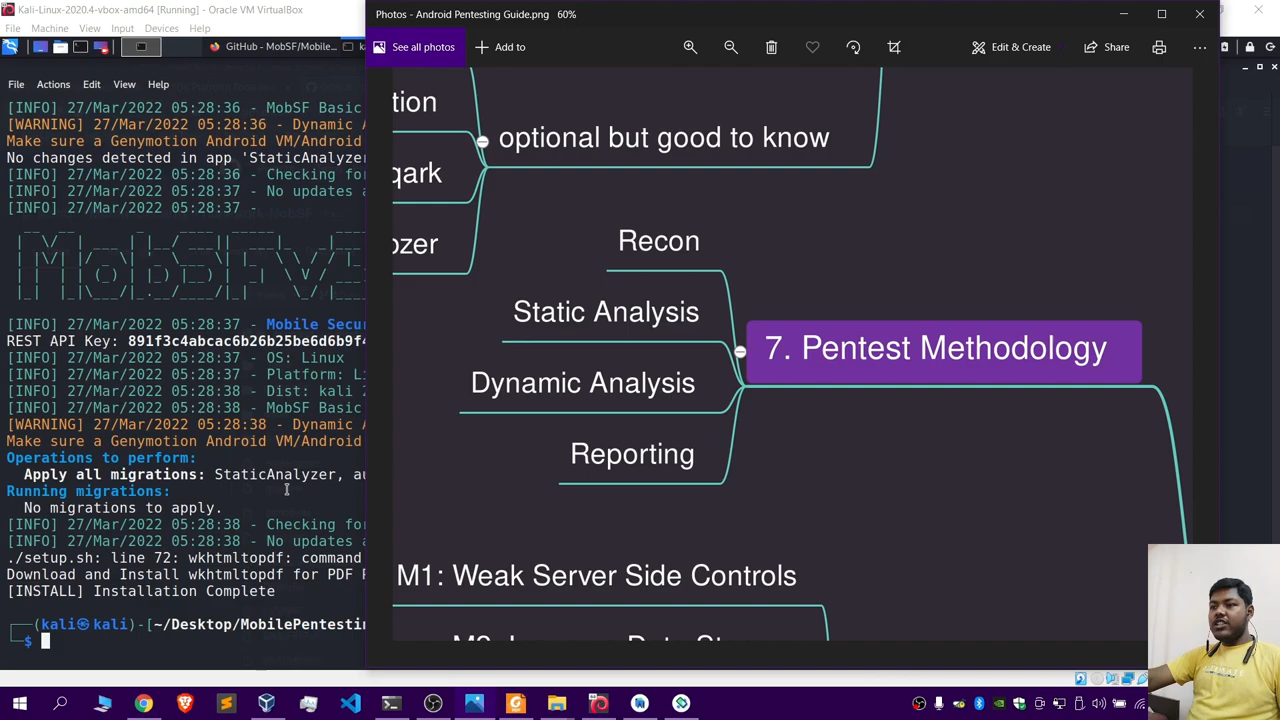 Kali-Linux-2020.4-vbox-amd64 [Running] - Oracle VM VirtualBox
File Machine View Input Devices Help
GitHub - MobSF/Mobile…
File Actions Edit View Help
[INFO] 27/Mar/2022 05:28:36 - MobSF Basic
[WARNING] 27/Mar/2022 05:28:36 - Dynamic A
Make sure a Genymotion Android VM/Android
No changes detected in app 'StaticAnalyzer
[INFO] 27/Mar/2022 05:28:36 - Checking for
[INFO] 27/Mar/2022 05:28:37 - No updates a
[INFO] 27/Mar/2022 05:28:37 -
MobSF v3
[INFO] 27/Mar/2022 05:28:37 - Mobile Secur
REST API Key: 891f3c4abcac6b26b25be6d6b9f4
[INFO] 27/Mar/2022 05:28:37 - OS: Linux
[INFO] 27/Mar/2022 05:28:37 - Platform: Li
[INFO] 27/Mar/2022 05:28:38 - Dist: kali 2
[INFO] 27/Mar/2022 05:28:38 - MobSF Basic
[WARNING] 27/Mar/2022 05:28:38 - Dynamic A
Make sure a Genymotion Android VM/Android
Operations to perform:
Apply all migrations: StaticAnalyzer, au
Running migrations:
No migrations to apply.
[INFO] 27/Mar/2022 05:28:38 - Checking for
[INFO] 27/Mar/2022 05:28:38 - No updates a
./setup.sh: line 72: wkhtmltopdf: command
Download and Install wkhtmltopdf for PDF R
[INSTALL] Installation Complete
(kali㉿kali)-[~/Desktop/MobilePentestin
$
Photos - Android Pentesting Guide.png 60%
See all photos
Add to
Edit & Create
Share
tion
optional but good to know
qark
ozer
Recon
Static Analysis
7. Pentest Methodology
Dynamic Analysis
Reporting
M1: Weak Server Side Controls